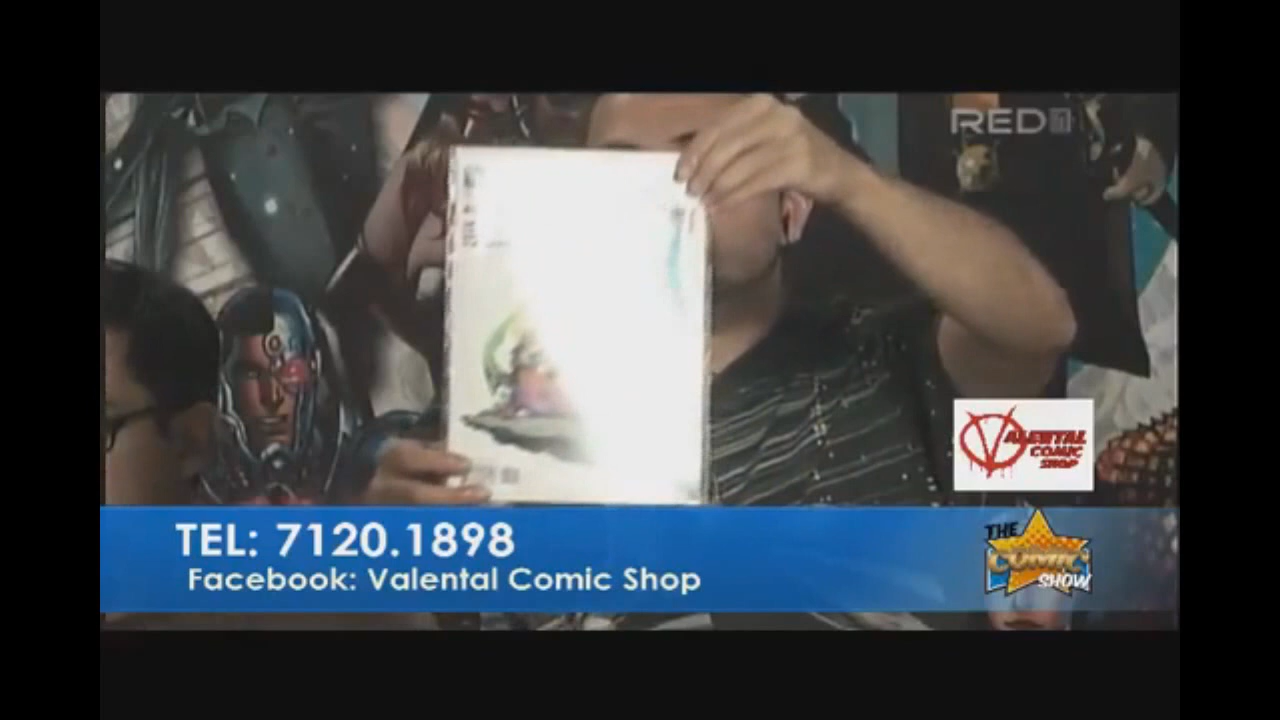 RED
TEL: 7120.1898
Facebook: Valental Comic Shop
VALENTAL
COMIC
SHOP
THE
COMIC
SHOW